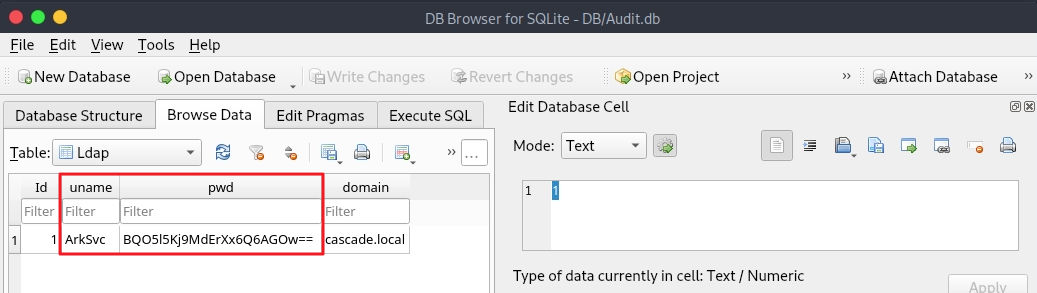 DB Browser for SQLite - DB/Audit.db
File Edit View Tools Help
New Database Open Database Write Changes Revert Changes Open Project » Attach Database »
Database Structure Browse Data Edit Pragmas Execute SQL
Table: Ldap » ...
Id uname pwd domain
Filter Filter Filter Filter
1 1 ArkSvc BQO5l5Kj9MdErXx6Q6AGOw== cascade.local
Edit Database Cell
Mode: Text
1 1
Type of data currently in cell: Text / Numeric
Apply